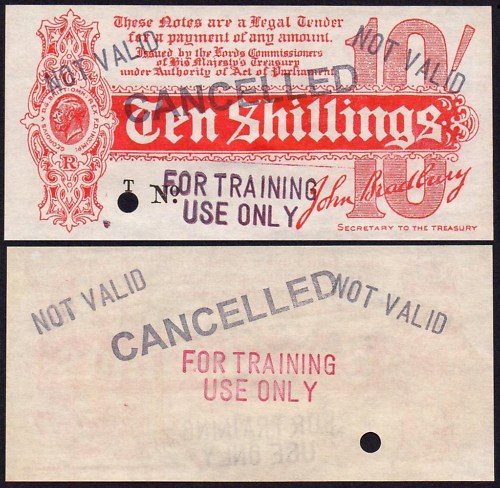 These Notes are a Legal Tender
for a payment of any amount.
Issued by the Lords Commissioners
of His Majesty's Treasury
under Authority of Act of Parliament.
10/-
NOT VALID
NOT VALID
CANCELLED
Ten Shillings.
R
T No.
FOR TRAINING
USE ONLY
10/-
John Bradbury
SECRETARY TO THE TREASURY
NOT VALID
CANCELLED
NOT VALID
FOR TRAINING
USE ONLY